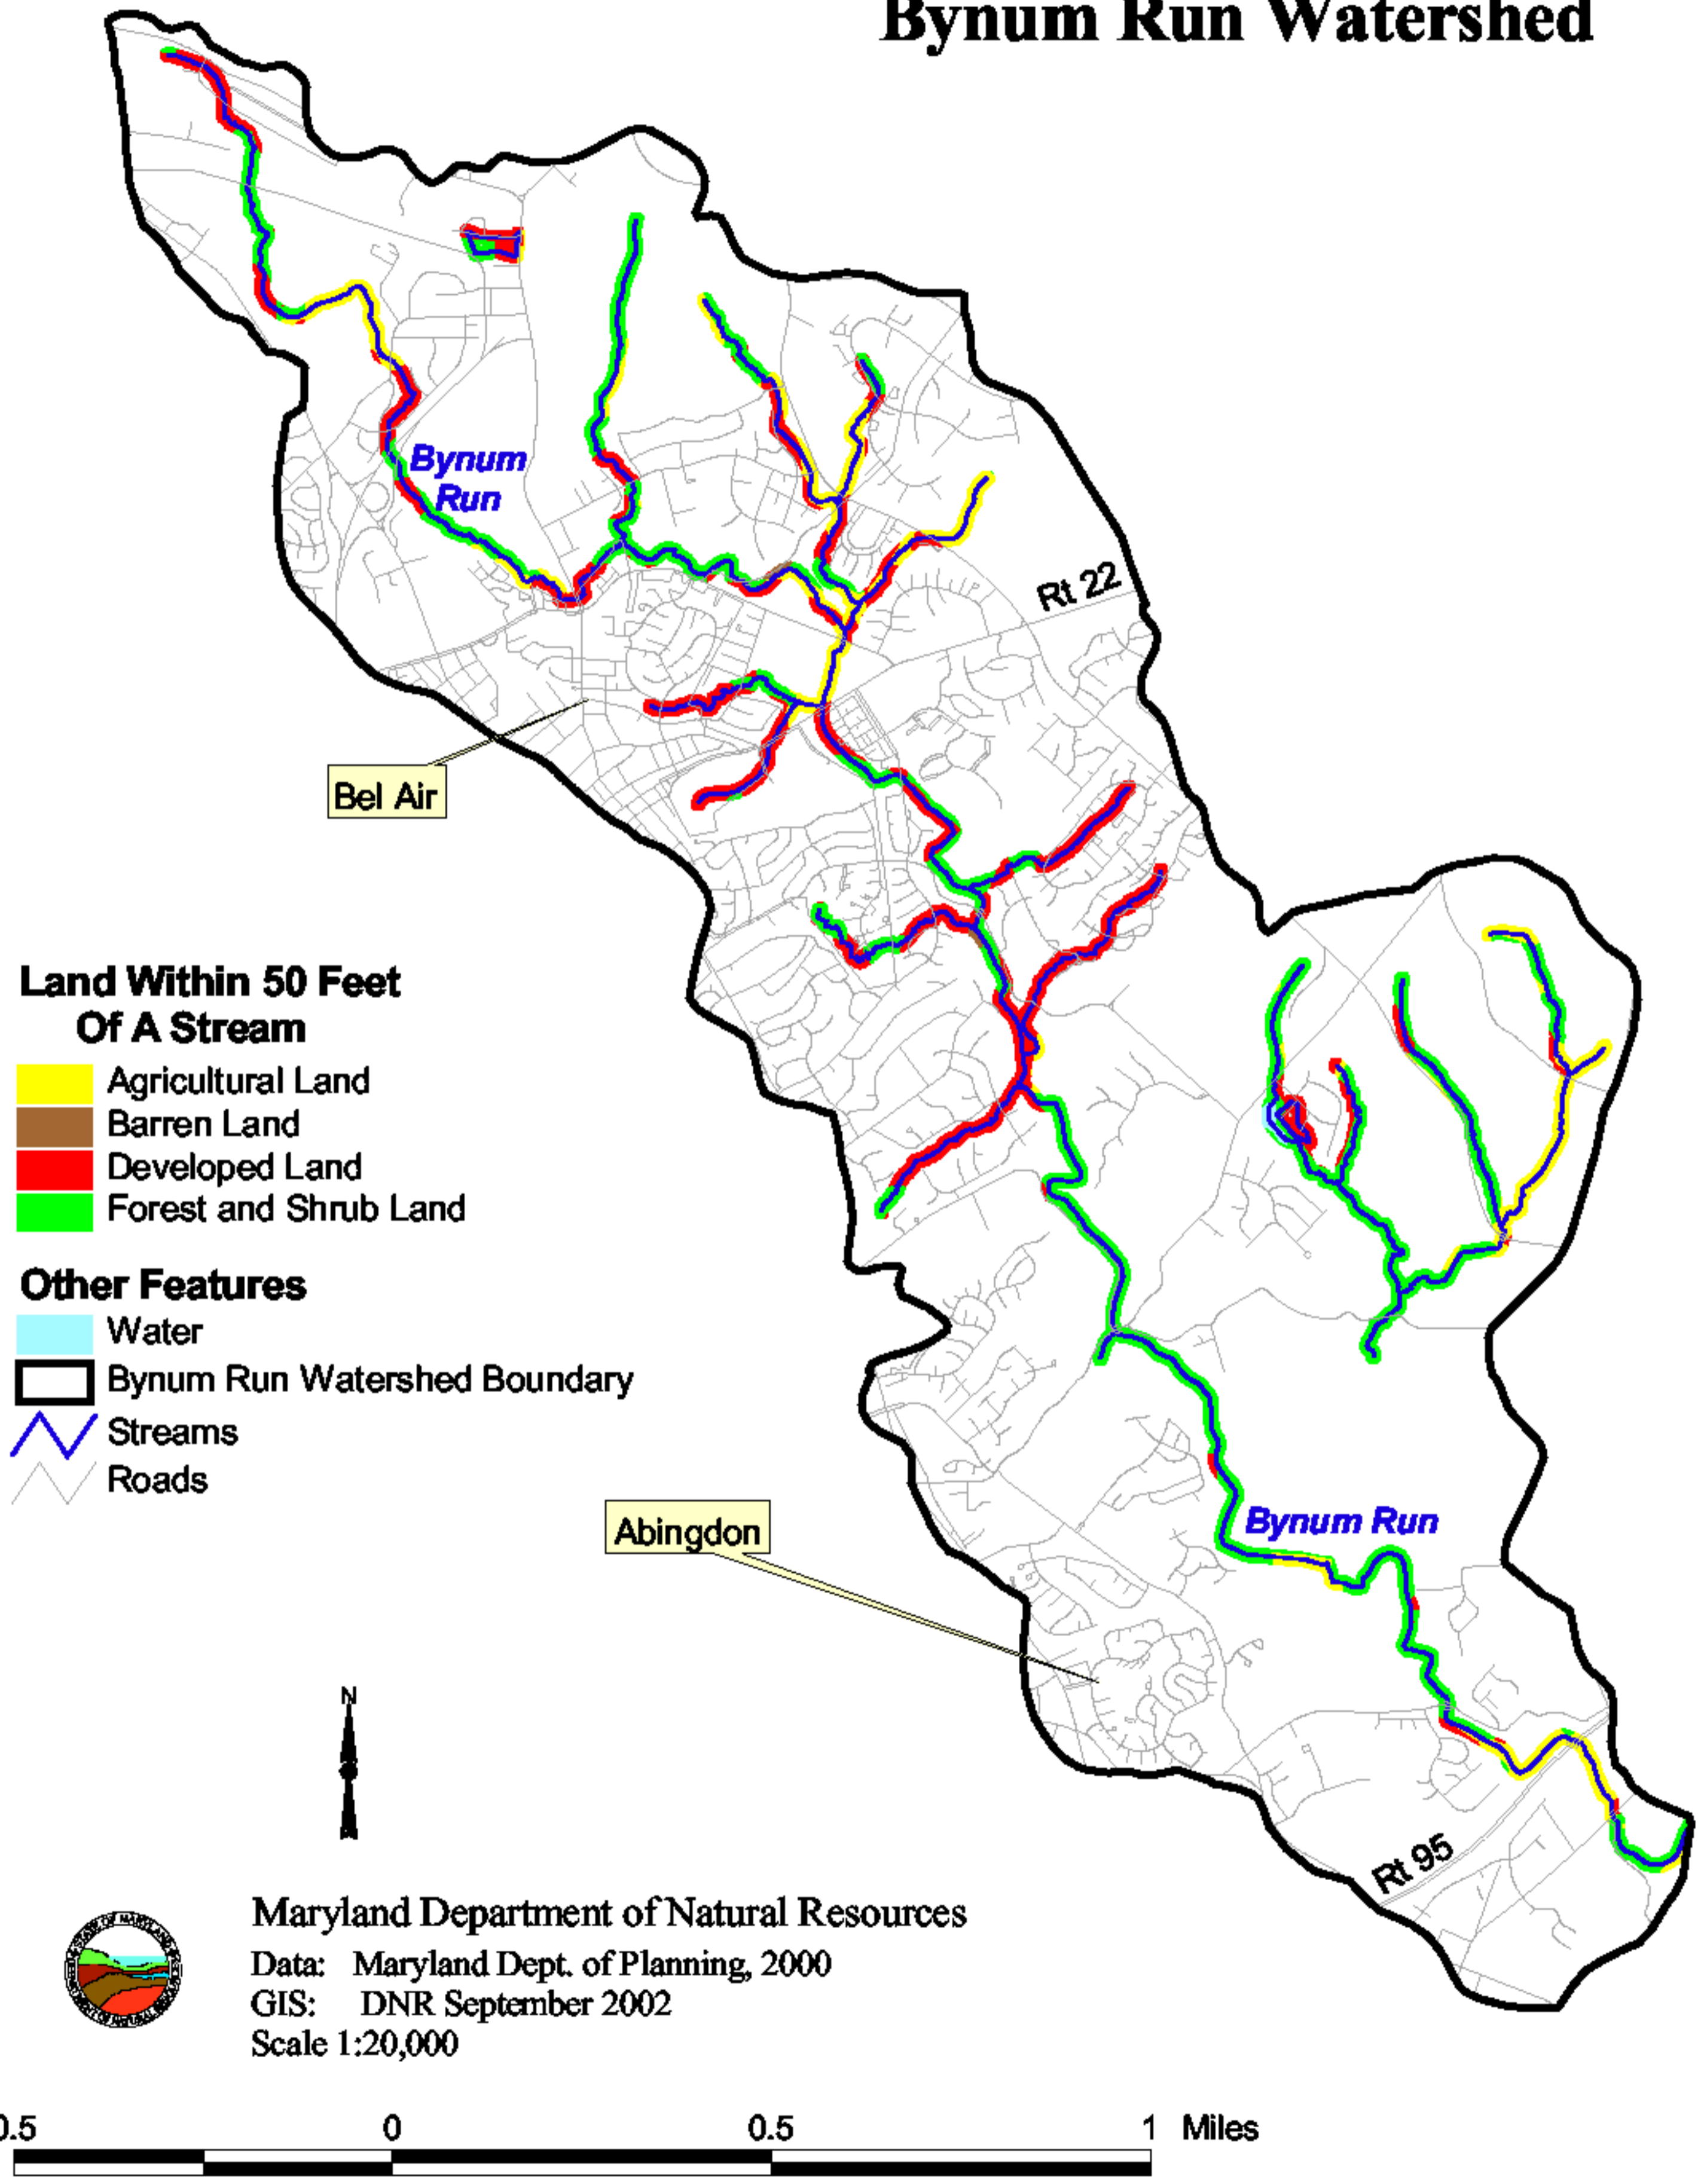 Bynum Run Watershed
Bynum
Run
Rt 22
Bel Air
Land Within 50 Feet
Of A Stream
Agricultural Land
Barren Land
Developed Land
Forest and Shrub Land
Other Features
Water
Bynum Run Watershed Boundary
Streams
Roads
Abingdon
Bynum Run
N
Rt 95
Maryland Department of Natural Resources
Data: Maryland Dept. of Planning, 2000
GIS: DNR September 2002
Scale 1:20,000
0.5 0 0.5 1 Miles